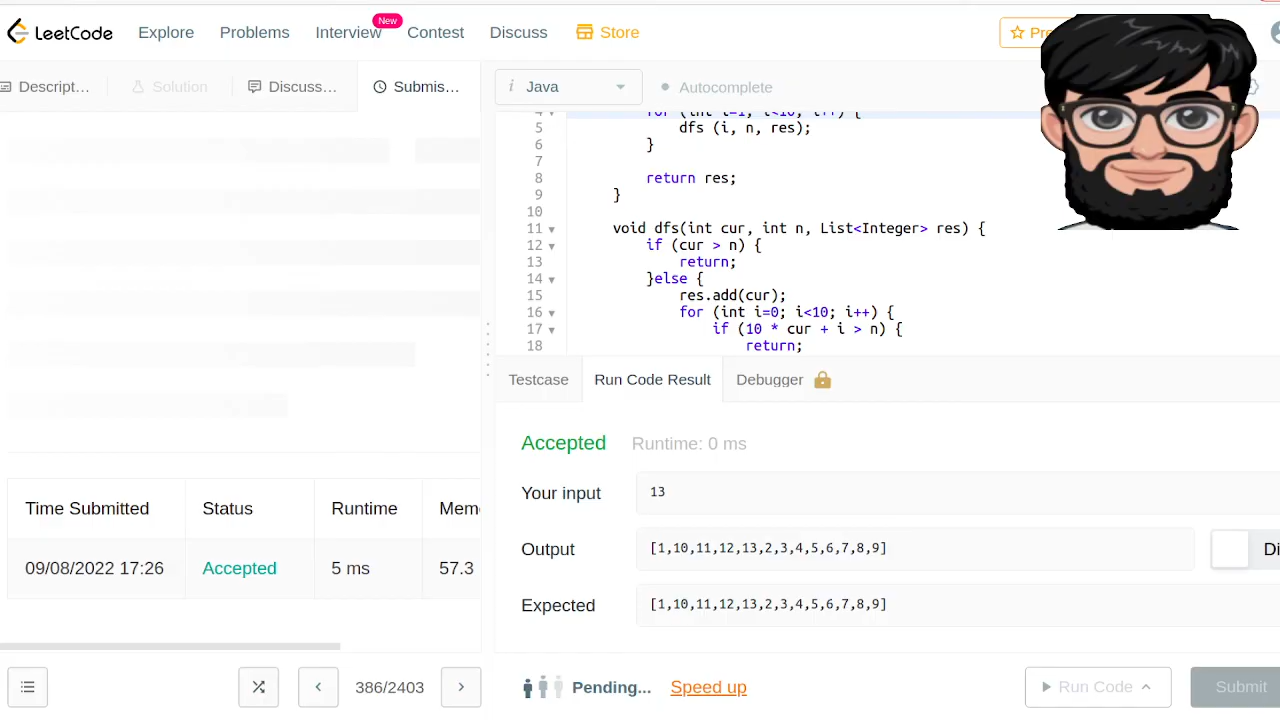 LeetCode Explore Problems Interview New Contest Discuss Store
Descript... Solution Discuss... Submis... i Java Autocomplete
4 for (int i=1; i<10; i++) {
5 dfs (i, n, res);
6 }
7
8 return res;
9 }
10
11 void dfs(int cur, int n, List<Integer> res) {
12 if (cur > n) {
13 return;
14 }else {
15 res.add(cur);
16 for (int i=0; i<10; i++) {
17 if (10 * cur + i > n) {
18 return;
Testcase Run Code Result Debugger
Accepted Runtime: 0 ms
Your input 13
Output [1,10,11,12,13,2,3,4,5,6,7,8,9]
Expected [1,10,11,12,13,2,3,4,5,6,7,8,9]
Time Submitted Status Runtime
09/08/2022 17:26 Accepted 5 ms 57.3
386/2403 Pending... Speed up Run Code Submit